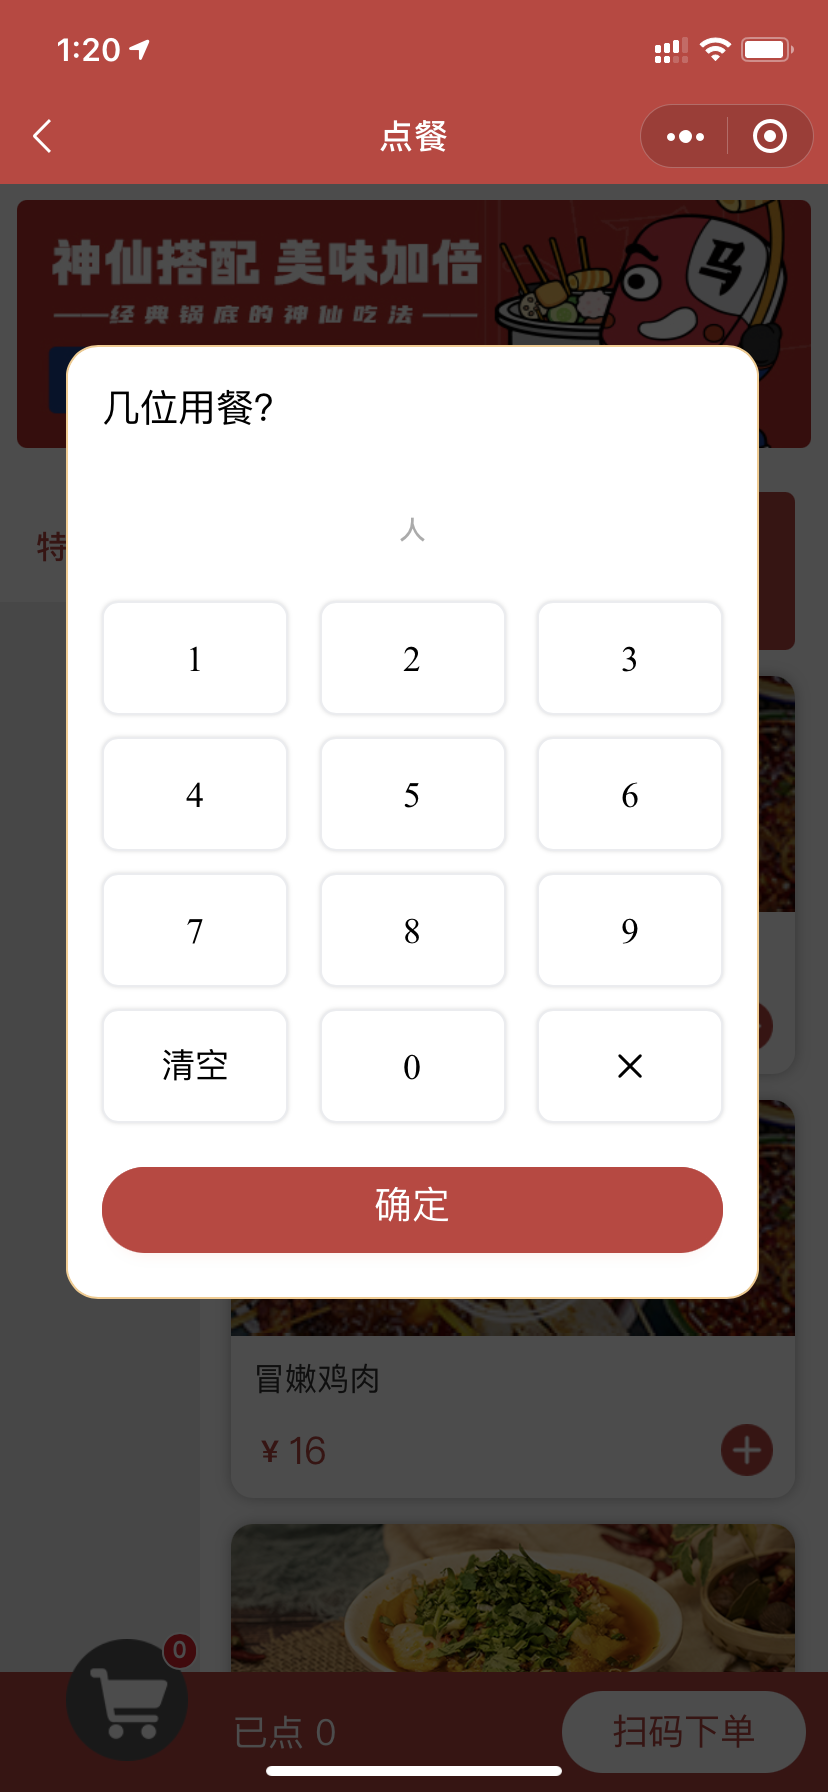 1:20
点餐
神仙搭配 美味加倍
——经典锅底的神仙吃法——
马
几位用餐?
特
人
1 2 3
4 5 6
7 8 9
清空 0 ×
确定
冒嫩鸡肉
¥ 16
0
已点 0
扫码下单